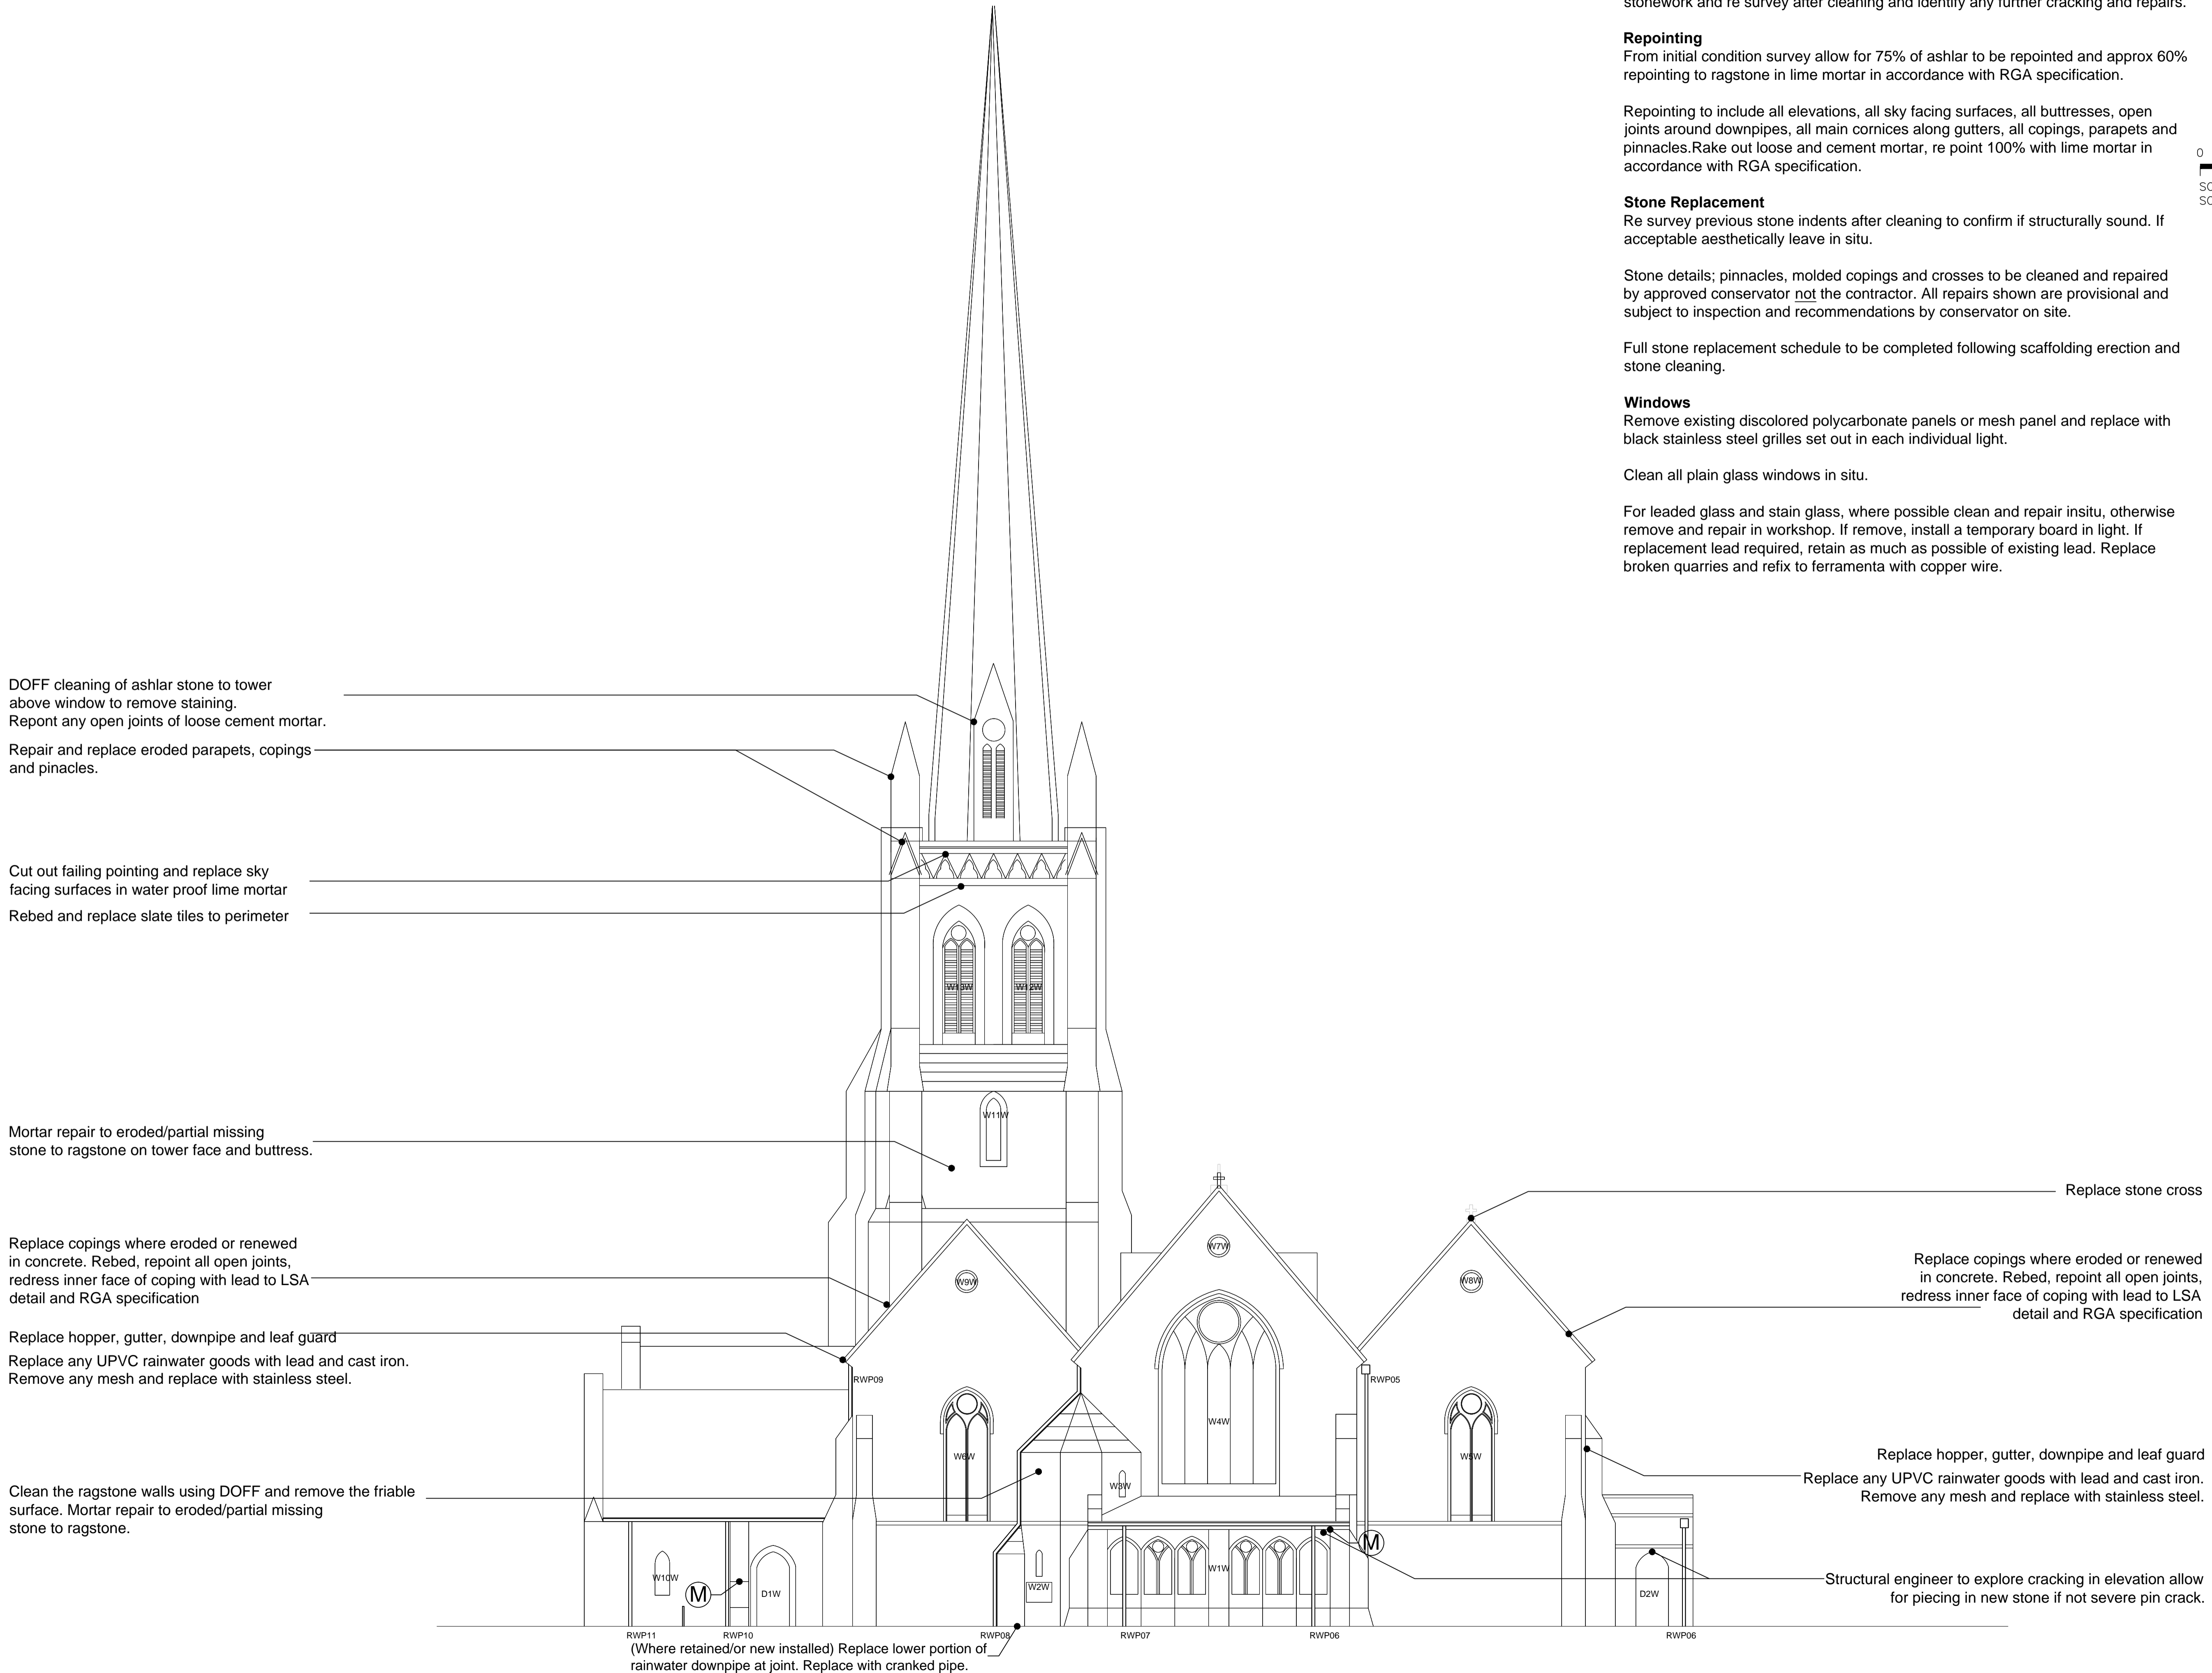 stonework and re survey after cleaning and identify any further cracking and repairs.
Repointing
From initial condition survey allow for 75% of ashlar to be repointed and approx 60%
repointing to ragstone in lime mortar in accordance with RGA specification.
Repointing to include all elevations, all sky facing surfaces, all buttresses, open
joints around downpipes, all main cornices along gutters, all copings, parapets and
pinnacles.Rake out loose and cement mortar, re point 100% with lime mortar in
accordance with RGA specification.
Stone Replacement
Re survey previous stone indents after cleaning to confirm if structurally sound. If
acceptable aesthetically leave in situ.
Stone details; pinnacles, molded copings and crosses to be cleaned and repaired
by approved conservator not the contractor. All repairs shown are provisional and
subject to inspection and recommendations by conservator on site.
Full stone replacement schedule to be completed following scaffolding erection and
stone cleaning.
Windows
Remove existing discolored polycarbonate panels or mesh panel and replace with
black stainless steel grilles set out in each individual light.
Clean all plain glass windows in situ.
For leaded glass and stain glass, where possible clean and repair insitu, otherwise
remove and repair in workshop. If remove, install a temporary board in light. If
replacement lead required, retain as much as possible of existing lead. Replace
broken quarries and refix to ferramenta with copper wire.
0
DOFF cleaning of ashlar stone to tower
above window to remove staining.
Repont any open joints of loose cement mortar.
Repair and replace eroded parapets, copings
and pinacles.
Cut out failing pointing and replace sky
facing surfaces in water proof lime mortar
Rebed and replace slate tiles to perimeter
W13W
W12W
W11W
Mortar repair to eroded/partial missing
stone to ragstone on tower face and buttress.
Replace stone cross
Replace copings where eroded or renewed
in concrete. Rebed, repoint all open joints,
redress inner face of coping with lead to LSA
detail and RGA specification
W9W
W7W
W8W
Replace copings where eroded or renewed
in concrete. Rebed, repoint all open joints,
redress inner face of coping with lead to LSA
detail and RGA specification
Replace hopper, gutter, downpipe and leaf guard
Replace any UPVC rainwater goods with lead and cast iron.
Remove any mesh and replace with stainless steel.
RWP09
RWP05
W4W
W6W
W5W
W3W
Replace hopper, gutter, downpipe and leaf guard
Replace any UPVC rainwater goods with lead and cast iron.
Remove any mesh and replace with stainless steel.
Clean the ragstone walls using DOFF and remove the friable
surface. Mortar repair to eroded/partial missing
stone to ragstone.
M
W10W
M
D1W
W2W
W1W
D2W
Structural engineer to explore cracking in elevation allow
for piecing in new stone if not severe pin crack.
RWP11
RWP10
RWP08
RWP07
RWP06
RWP06
(Where retained/or new installed) Replace lower portion of
rainwater downpipe at joint. Replace with cranked pipe.